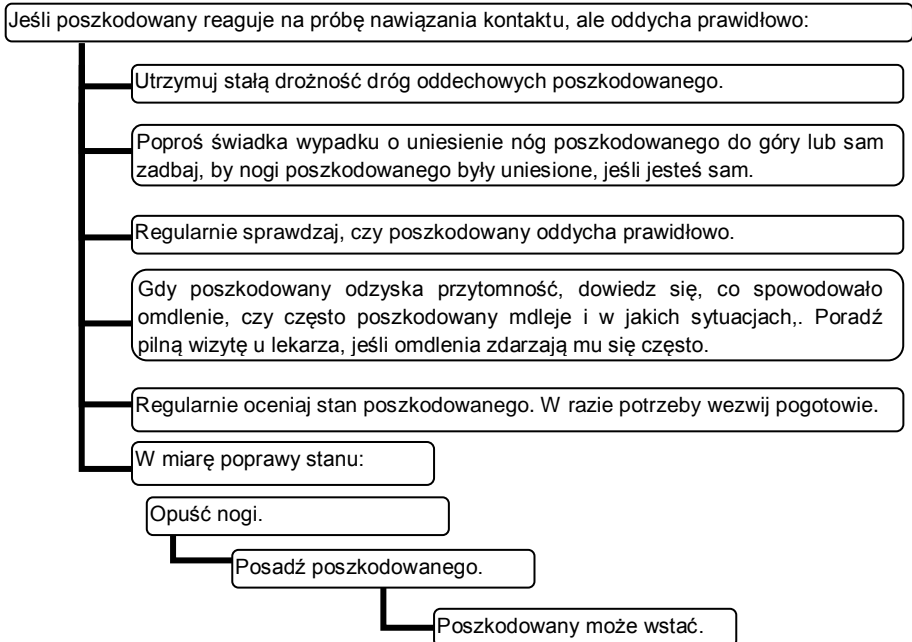 Jeśli poszkodowany reaguje na próbę nawiązania kontaktu, ale oddycha prawidłowo:
Utrzymuj stałą drożność dróg oddechowych poszkodowanego.
Poproś świadka wypadku o uniesienie nóg poszkodowanego do góry lub sam
zadbaj, by nogi poszkodowanego były uniesione, jeśli jesteś sam.
Regularnie sprawdzaj, czy poszkodowany oddycha prawidłowo.
Gdy poszkodowany odzyska przytomność, dowiedz się, co spowodowało
omdlenie, czy często poszkodowany mdleje i w jakich sytuacjach,. Poradź
pilną wizytę u lekarza, jeśli omdlenia zdarzają mu się często.
Regularnie oceniaj stan poszkodowanego. W razie potrzeby wezwij pogotowie.
W miarę poprawy stanu:
Opuść nogi.
Posadź poszkodowanego.
Poszkodowany może wstać.